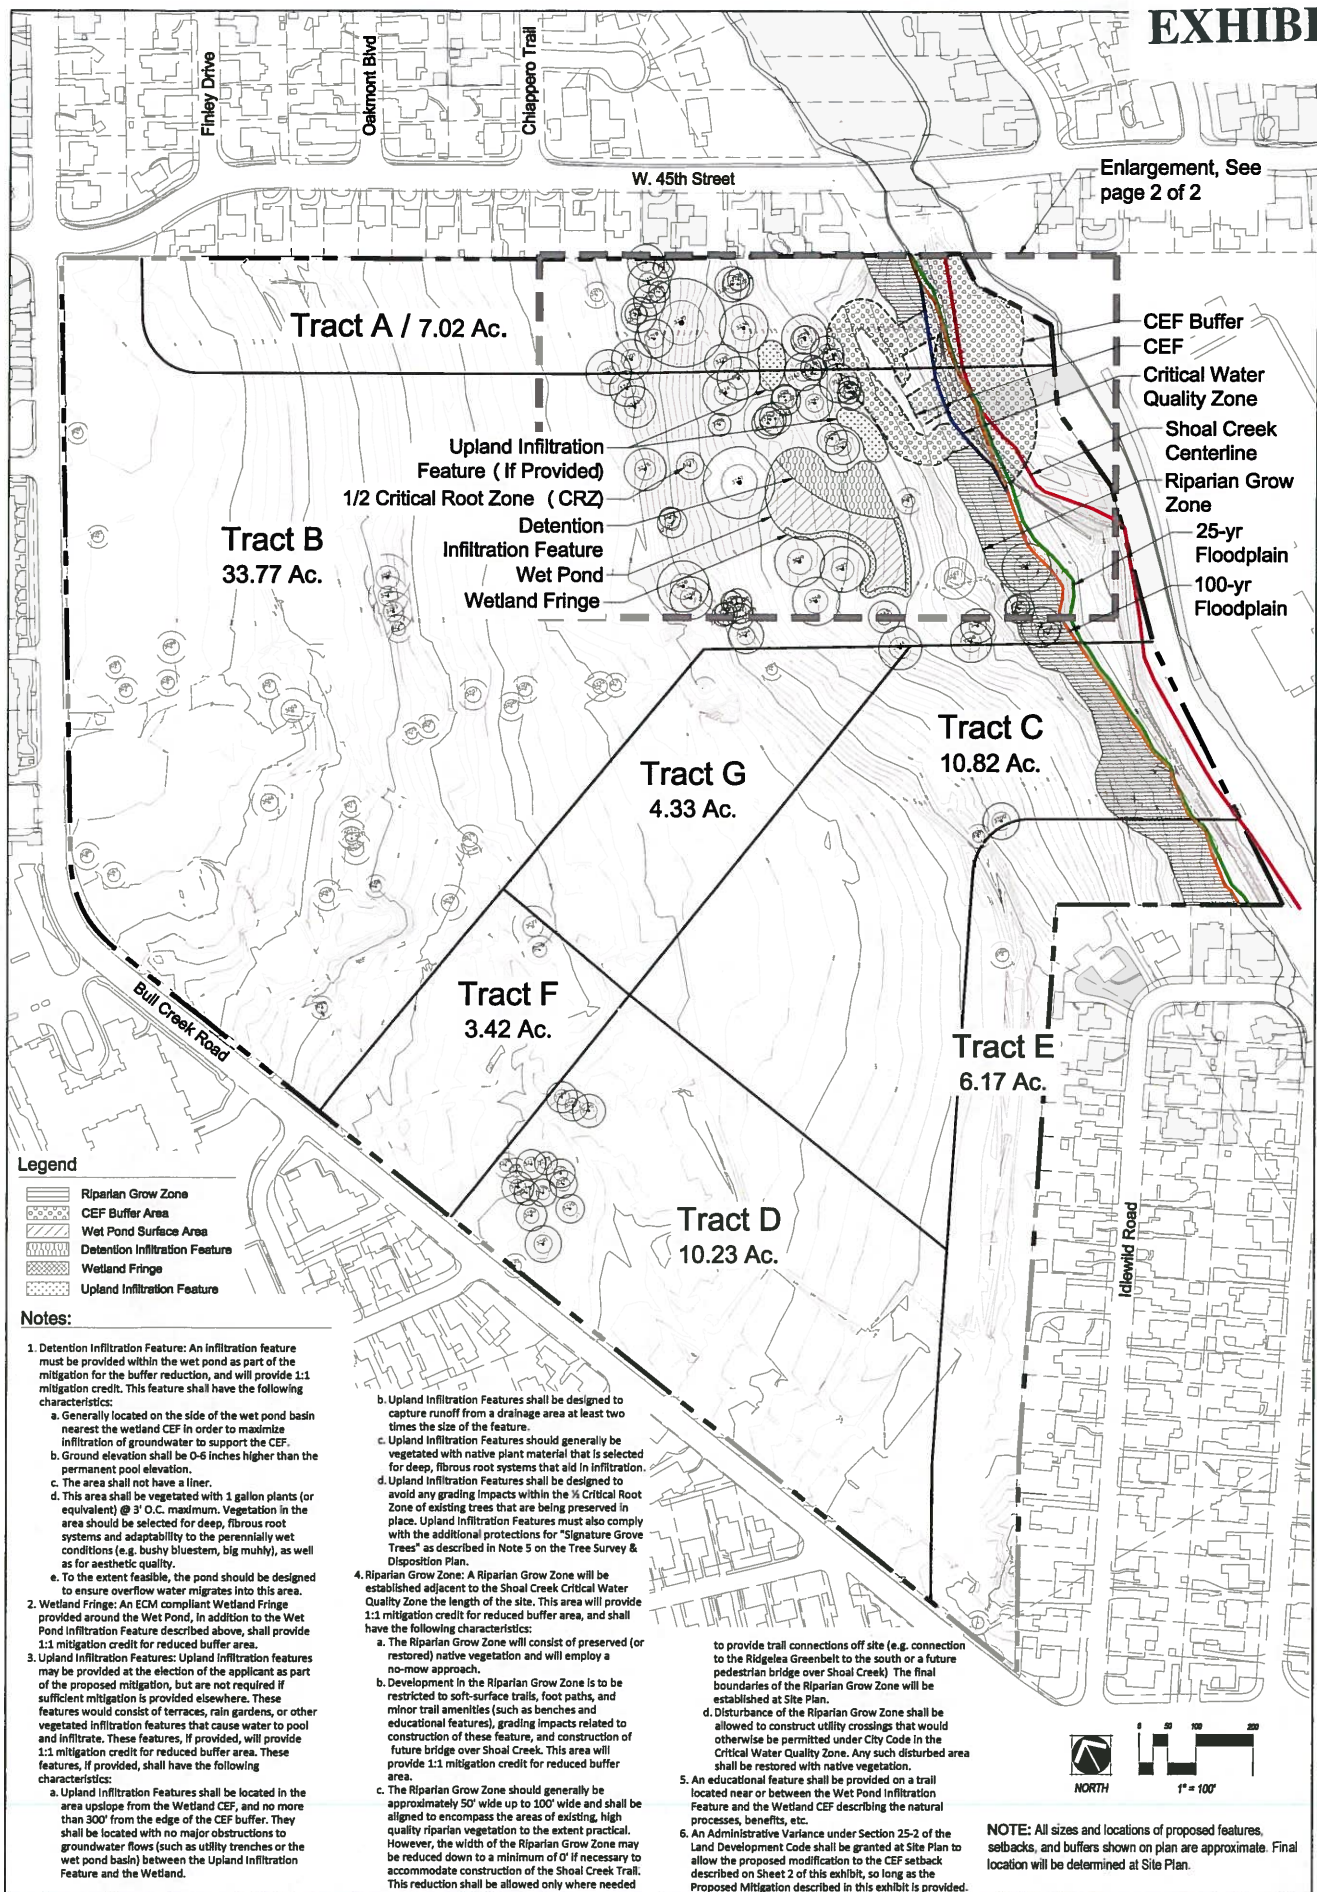 EXHIBI
Finley Drive
Oakmont Blvd
Chiappero Trail
W. 45th Street
Enlargement, See
page 2 of 2
Tract A / 7.02 Ac.
CEF Buffer
CEF
Critical Water
Quality Zone
Shoal Creek
Centerline
Riparian Grow
Zone
25-yr
Floodplain
100-yr
Floodplain
Upland Infiltration
Feature ( If Provided)
1/2 Critical Root Zone ( CRZ)
Detention
Infiltration Feature
Wet Pond
Wetland Fringe
Tract B
33.77 Ac.
Tract C
10.82 Ac.
Tract G
4.33 Ac.
Tract F
3.42 Ac.
Tract E
6.17 Ac.
Tract D
10.23 Ac.
Bull Creek Road
Idlewild Road
Legend
Riparian Grow Zone
CEF Buffer Area
Wet Pond Surface Area
Detention Infiltration Feature
Wetland Fringe
Upland Infiltration Feature
Notes:
1. Detention Infiltration Feature: An infiltration feature
must be provided within the wet pond as part of the
mitigation for the buffer reduction, and will provide 1:1
mitigation credit. This feature shall have the following
characteristics:
a. Generally located on the side of the wet pond basin
nearest the wetland CEF in order to maximize
infiltration of groundwater to support the CEF.
b. Ground elevation shall be 0-6 inches higher than the
permanent pool elevation.
c. The area shall not have a liner.
d. This area shall be vegetated with 1 gallon plants (or
equivalent) @ 3' O.C. maximum. Vegetation in the
area should be selected for deep, fibrous root
systems and adaptability to the perennially wet
conditions (e.g. bushy bluestem, big muhly), as well
as for aesthetic quality.
e. To the extent feasible, the pond should be designed
to ensure overflow water migrates into this area.
2. Wetland Fringe: An ECM compliant Wetland Fringe
provided around the Wet Pond, in addition to the Wet
Pond Infiltration Feature described above, shall provide
1:1 mitigation credit for reduced buffer area.
3. Upland Infiltration Features: Upland infiltration features
may be provided at the election of the applicant as part
of the proposed mitigation, but are not required if
sufficient mitigation is provided elsewhere. These
features would consist of terraces, rain gardens, or other
vegetated infiltration features that cause water to pool
and infiltrate. These features, if provided, will provide
1:1 mitigation credit for reduced buffer area. These
features, if provided, shall have the following
characteristics:
a. Upland Infiltration Features shall be located in the
area upslope from the Wetland CEF, and no more
than 300' from the edge of the CEF buffer. They
shall be located with no major obstructions to
groundwater flows (such as utility trenches or the
wet pond basin) between the Upland Infiltration
Feature and the Wetland.
b. Upland Infiltration Features shall be designed to
capture runoff from a drainage area at least two
times the size of the feature.
c. Upland Infiltration Features should generally be
vegetated with native plant material that is selected
for deep, fibrous root systems that aid in infiltration.
d. Upland Infiltration Features shall be designed to
avoid any grading impacts within the ½ Critical Root
Zone of existing trees that are being preserved in
place. Upland Infiltration Features must also comply
with the additional protections for "Signature Grove
Trees" as described in Note 5 on the Tree Survey &
Disposition Plan.
4. Riparian Grow Zone: A Riparian Grow Zone will be
established adjacent to the Shoal Creek Critical Water
Quality Zone the length of the site. This area will provide
1:1 mitigation credit for reduced buffer area, and shall
have the following characteristics:
a. The Riparian Grow Zone will consist of preserved (or
restored) native vegetation and will employ a
no-mow approach.
b. Development in the Riparian Grow Zone is to be
restricted to soft-surface trails, foot paths, and
minor trail amenities (such as benches and
educational features), grading impacts related to
construction of these feature, and construction of
future bridge over Shoal Creek. This area will
provide 1:1 mitigation credit for reduced buffer
area.
c. The Riparian Grow Zone should generally be
approximately 50' wide up to 100' wide and shall be
aligned to encompass the areas of existing, high
quality riparian vegetation to the extent practical.
However, the width of the Riparian Grow Zone may
be reduced down to a minimum of 0' if necessary to
accommodate construction of the Shoal Creek Trail.
This reduction shall be allowed only where needed
to provide trail connections off site (e.g. connection
to the Ridgelea Greenbelt to the south or a future
pedestrian bridge over Shoal Creek) The final
boundaries of the Riparian Grow Zone will be
established at Site Plan.
d. Disturbance of the Riparian Grow Zone shall be
allowed to construct utility crossings that would
otherwise be permitted under City Code in the
Critical Water Quality Zone. Any such disturbed area
shall be restored with native vegetation.
5. An educational feature shall be provided on a trail
located near or between the Wet Pond Infiltration
Feature and the Wetland CEF describing the natural
processes, benefits, etc.
6. An Administrative Variance under Section 25-2 of the
Land Development Code shall be granted at Site Plan to
allow the proposed modification to the CEF setback
described on Sheet 2 of this exhibit, so long as the
Proposed Mitigation described in this exhibit is provided.
NORTH
0 50 100 200
1" = 100'
NOTE: All sizes and locations of proposed features,
setbacks, and buffers shown on plan are approximate. Final
location will be determined at Site Plan.